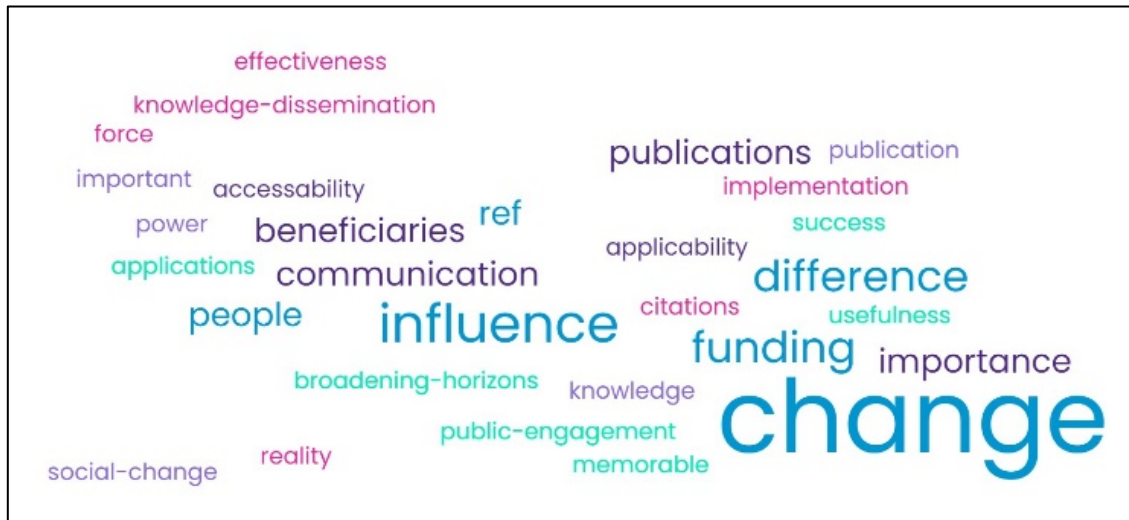 effectiveness
knowledge-dissemination
force
publications
publication
important
accessability
implementation
power
beneficiaries
ref
success
applications
communication
applicability
difference
people
influence
citations
usefulness
funding
importance
broadening-horizons
knowledge
change
public-engagement
memorable
social-change
reality